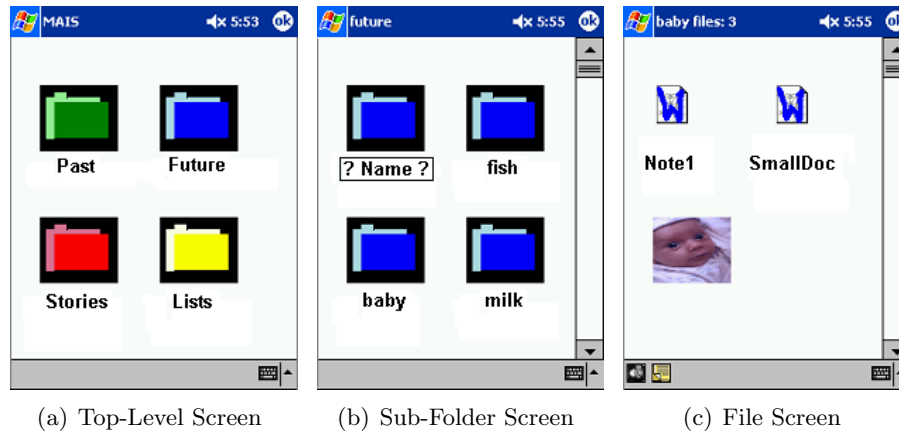 MAIS 5:53 ok
Past Future
Stories Lists
future 5:55 ok
? Name ? fish
baby milk
baby files: 3 5:55 ok
Note1 SmallDoc
(a) Top-Level Screen (b) Sub-Folder Screen (c) File Screen